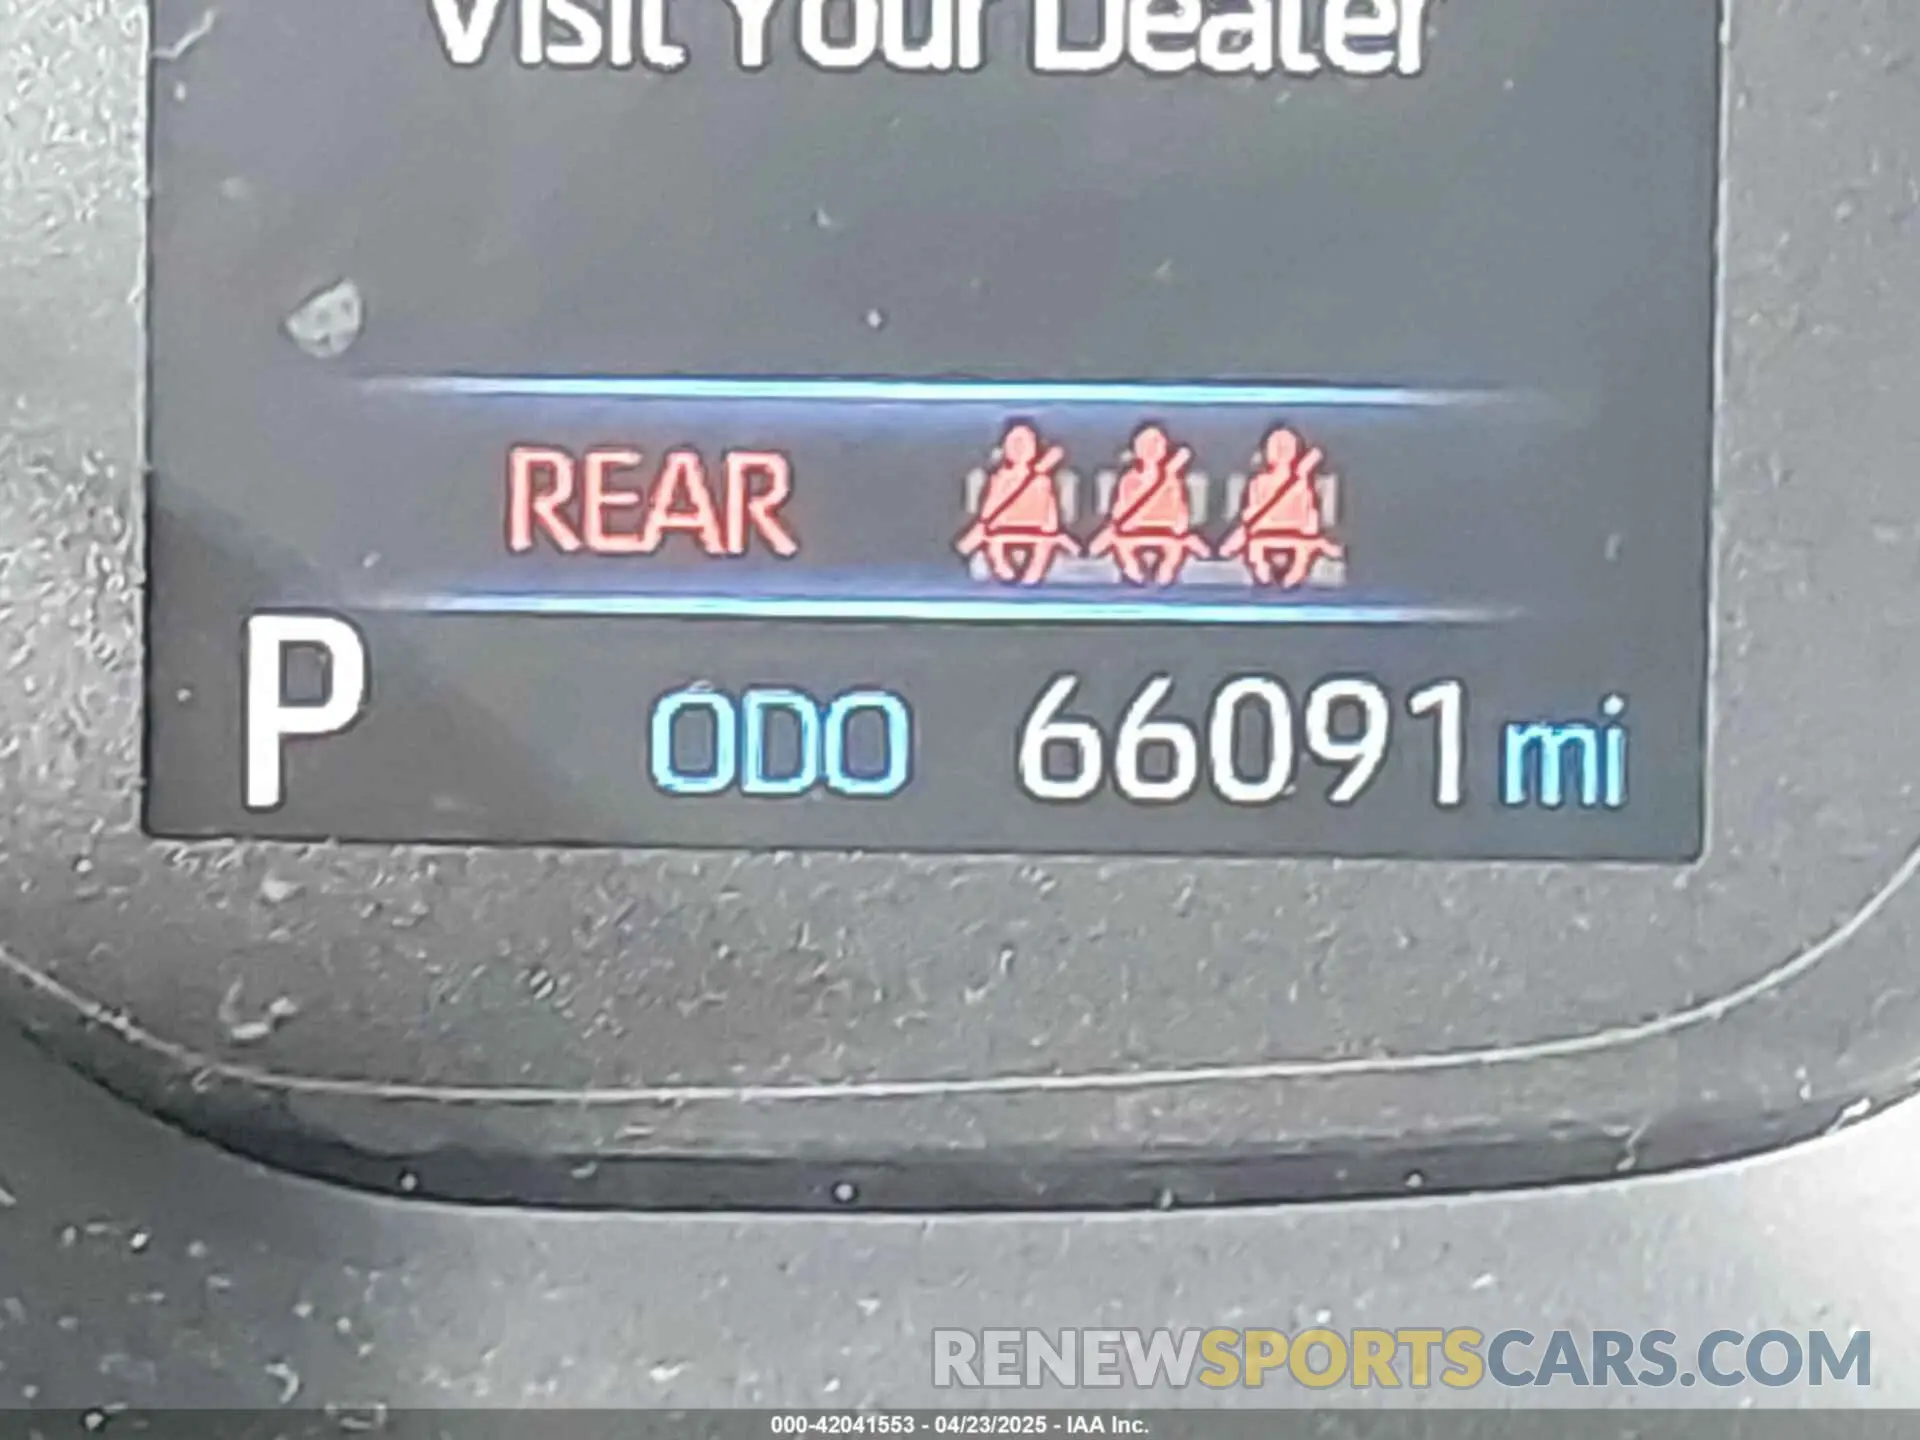 Visit Your Dealer
REAR
P ODO 66091 mi
RENEWSPORTSCARS.COM
000-42041553 - 04/23/2025 - IAA Inc.